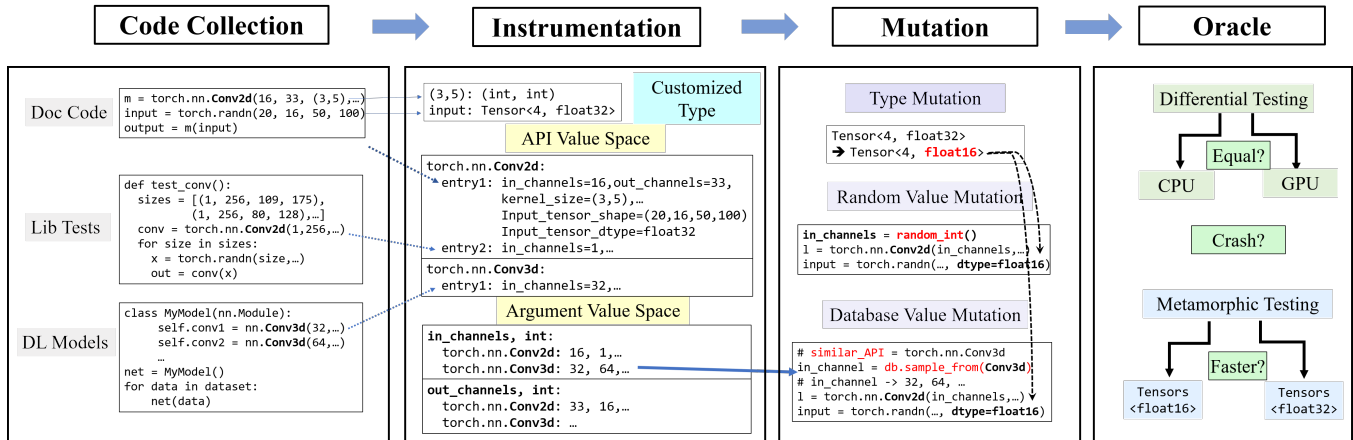 Code Collection
Instrumentation
Mutation
Oracle
Doc Code
m = torch.nn.Conv2d(16, 33, (3,5),…)
input = torch.randn(20, 16, 50, 100)
output = m(input)
Lib Tests
def test_conv():
sizes = [(1, 256, 109, 175),
(1, 256, 80, 128),…]
conv = torch.nn.Conv2d(1,256,…)
for size in sizes:
x = torch.randn(size,…)
out = conv(x)
DL Models
class MyModel(nn.Module):
self.conv1 = nn.Conv3d(32,…)
self.conv2 = nn.Conv3d(64,…)
…
net = MyModel()
for data in dataset:
net(data)
(3,5): (int, int)
input: Tensor<4, float32>
Customized
Type
API Value Space
torch.nn.Conv2d:
entry1: in_channels=16,out_channels=33,
kernel_size=(3,5),…
Input_tensor_shape=(20,16,50,100)
Input_tensor_dtype=float32
entry2: in_channels=1,…
torch.nn.Conv3d:
entry1: in_channels=32,…
Argument Value Space
in_channels, int:
torch.nn.Conv2d: 16, 1,…
torch.nn.Conv3d: 32, 64,…
out_channels, int:
torch.nn.Conv2d: 33, 16,…
torch.nn.Conv3d: …
Type Mutation
Tensor<4, float32>
➔ Tensor<4, float16>
Random Value Mutation
in_channels = random_int()
l = torch.nn.Conv2d(in_channels,…)
input = torch.randn(…, dtype=float16)
Database Value Mutation
# similar_API = torch.nn.Conv3d
in_channel = db.sample_from(Conv3d)
# in_channel -> 32, 64, …
l = torch.nn.Conv2d(in_channels,…)
input = torch.randn(…, dtype=float16)
Differential Testing
Equal?
CPU
GPU
Crash?
Metamorphic Testing
Faster?
Tensors
<float16>
Tensors
<float32>